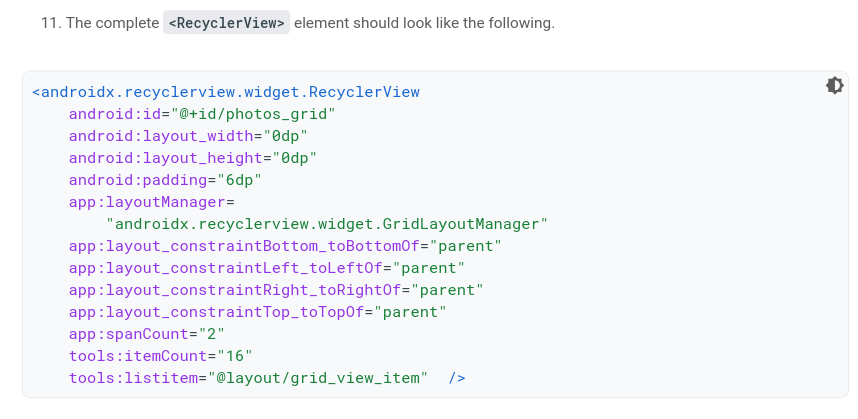 11. The complete <RecyclerView> element should look like the following.
<androidx.recyclerview.widget.RecyclerView
    android:id="@+id/photos_grid"
    android:layout_width="0dp"
    android:layout_height="0dp"
    android:padding="6dp"
    app:layoutManager=
        "androidx.recyclerview.widget.GridLayoutManager"
    app:layout_constraintBottom_toBottomOf="parent"
    app:layout_constraintLeft_toLeftOf="parent"
    app:layout_constraintRight_toRightOf="parent"
    app:layout_constraintTop_toTopOf="parent"
    app:spanCount="2"
    tools:itemCount="16"
    tools:listitem="@layout/grid_view_item"  />